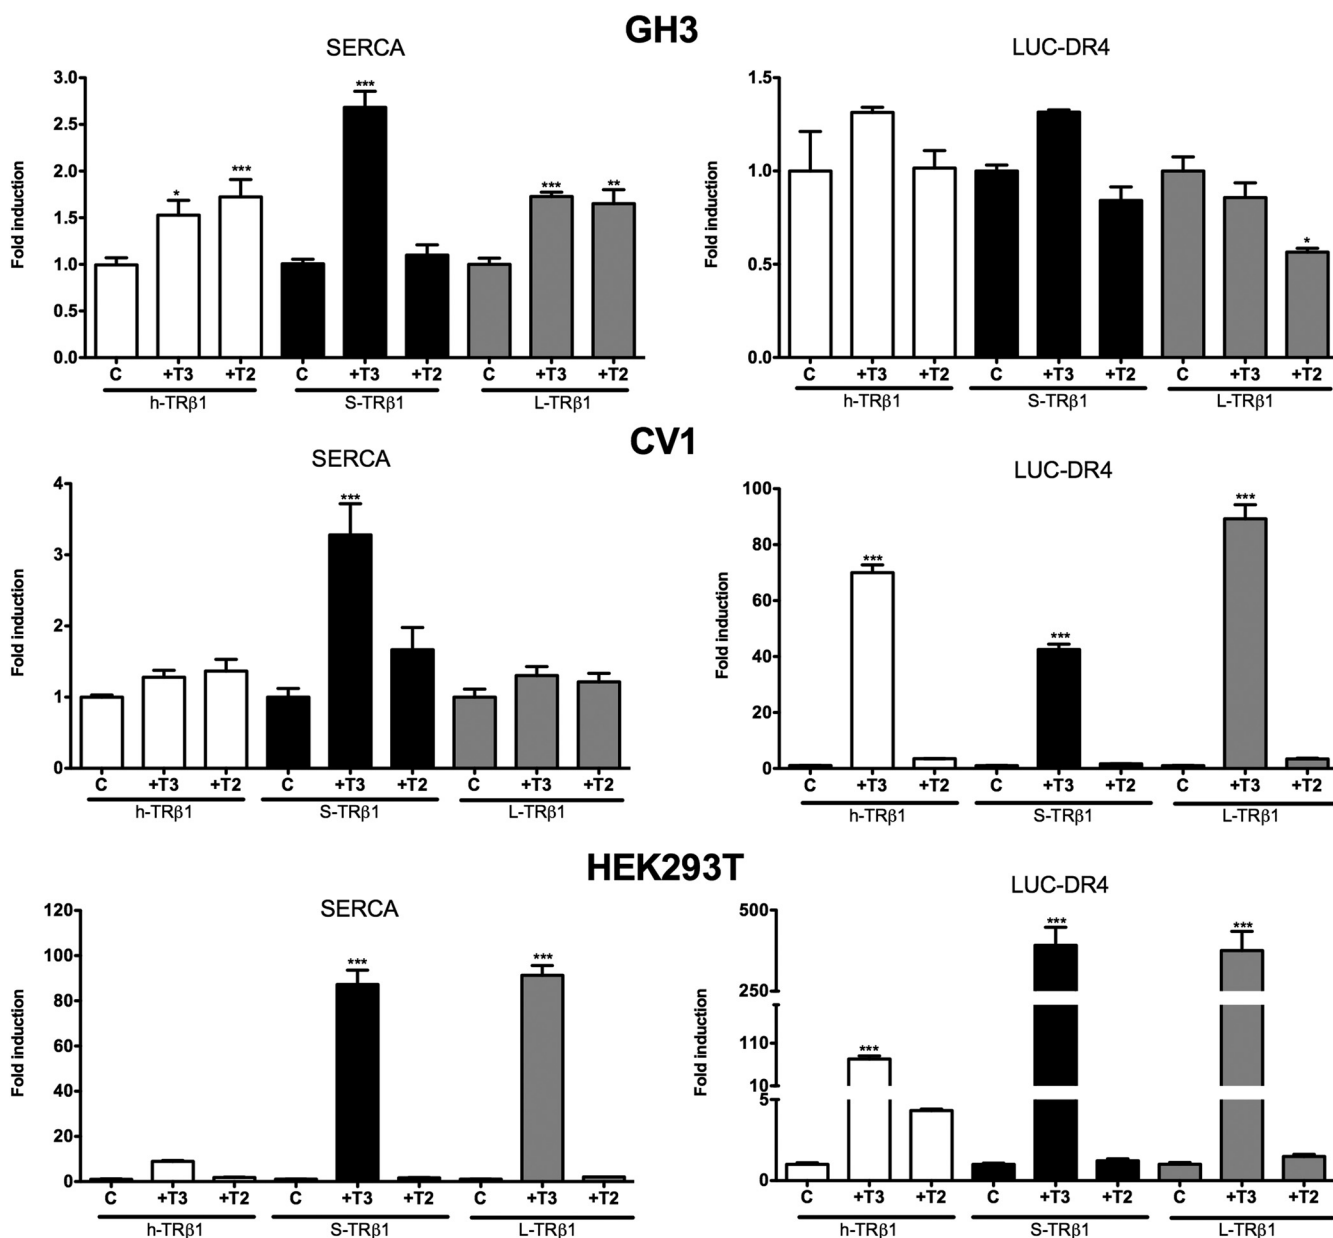 GH3
SERCA
Fold induction
3.0
2.5
2.0
1.5
1.0
0.5
0.0
* *** *** *** **
C +T3 +T2 C +T3 +T2 C +T3 +T2
h-TRβ1 S-TRβ1 L-TRβ1
LUC-DR4
Fold induction
1.5
1.0
0.5
0.0
*
C +T3 +T2 C +T3 +T2 C +T3 +T2
h-TRβ1 S-TRβ1 L-TRβ1
CV1
SERCA
Fold induction
4
3
2
1
0
***
C +T3 +T2 C +T3 +T2 C +T3 +T2
h-TRβ1 S-TRβ1 L-TRβ1
LUC-DR4
Fold induction
100
80
60
40
20
0
*** *** ***
C +T3 +T2 C +T3 +T2 C +T3 +T2
h-TRβ1 S-TRβ1 L-TRβ1
HEK293T
SERCA
Fold induction
120
100
80
60
40
20
0
*** ***
C +T3 +T2 C +T3 +T2 C +T3 +T2
h-TRβ1 S-TRβ1 L-TRβ1
LUC-DR4
Fold induction
500
250
110
10
5
0
*** *** ***
C +T3 +T2 C +T3 +T2 C +T3 +T2
h-TRβ1 S-TRβ1 L-TRβ1